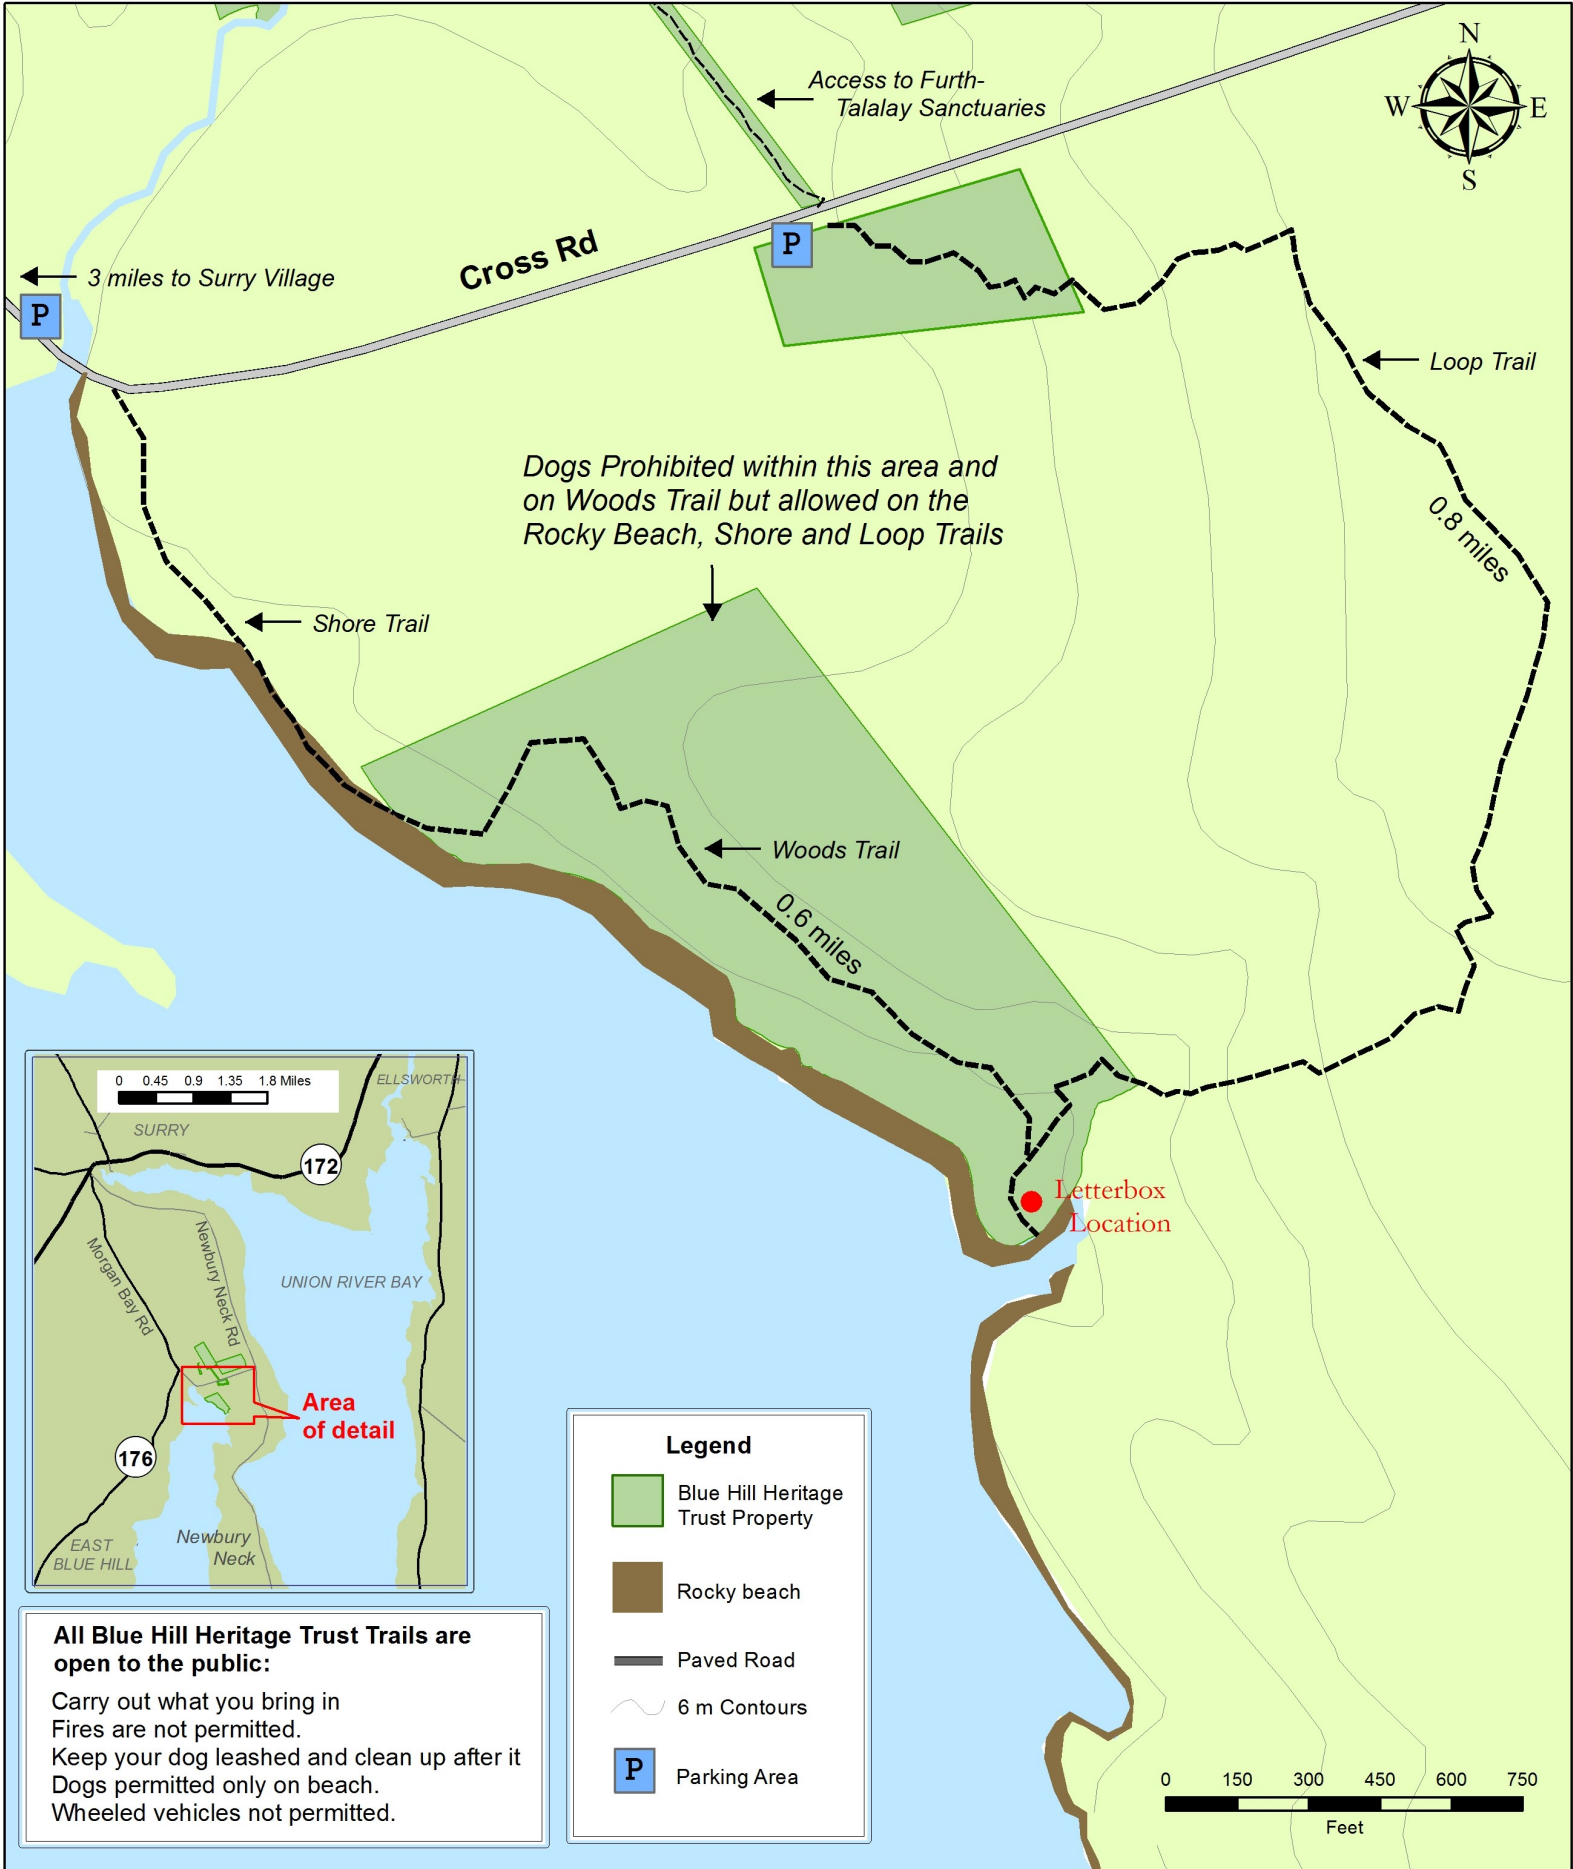 N
W
E
S
Access to Furth-
Talalay Sanctuaries
Cross Rd
P
3 miles to Surry Village
P
Loop Trail
Dogs Prohibited within this area and
on Woods Trail but allowed on the
Rocky Beach, Shore and Loop Trails
0.8 miles
Shore Trail
Woods Trail
0.6 miles
Letterbox
Location
0 0.45 0.9 1.35 1.8 Miles
ELLSWORTH
SURRY
172
Newbury Neck Rd
Morgan Bay Rd
UNION RIVER BAY
Area
of detail
176
Newbury
Neck
EAST
BLUE HILL
Legend
Blue Hill Heritage
Trust Property
Rocky beach
Paved Road
6 m Contours
P
Parking Area
All Blue Hill Heritage Trust Trails are
open to the public:
Carry out what you bring in
Fires are not permitted.
Keep your dog leashed and clean up after it
Dogs permitted only on beach.
Wheeled vehicles not permitted.
0 150 300 450 600 750
Feet